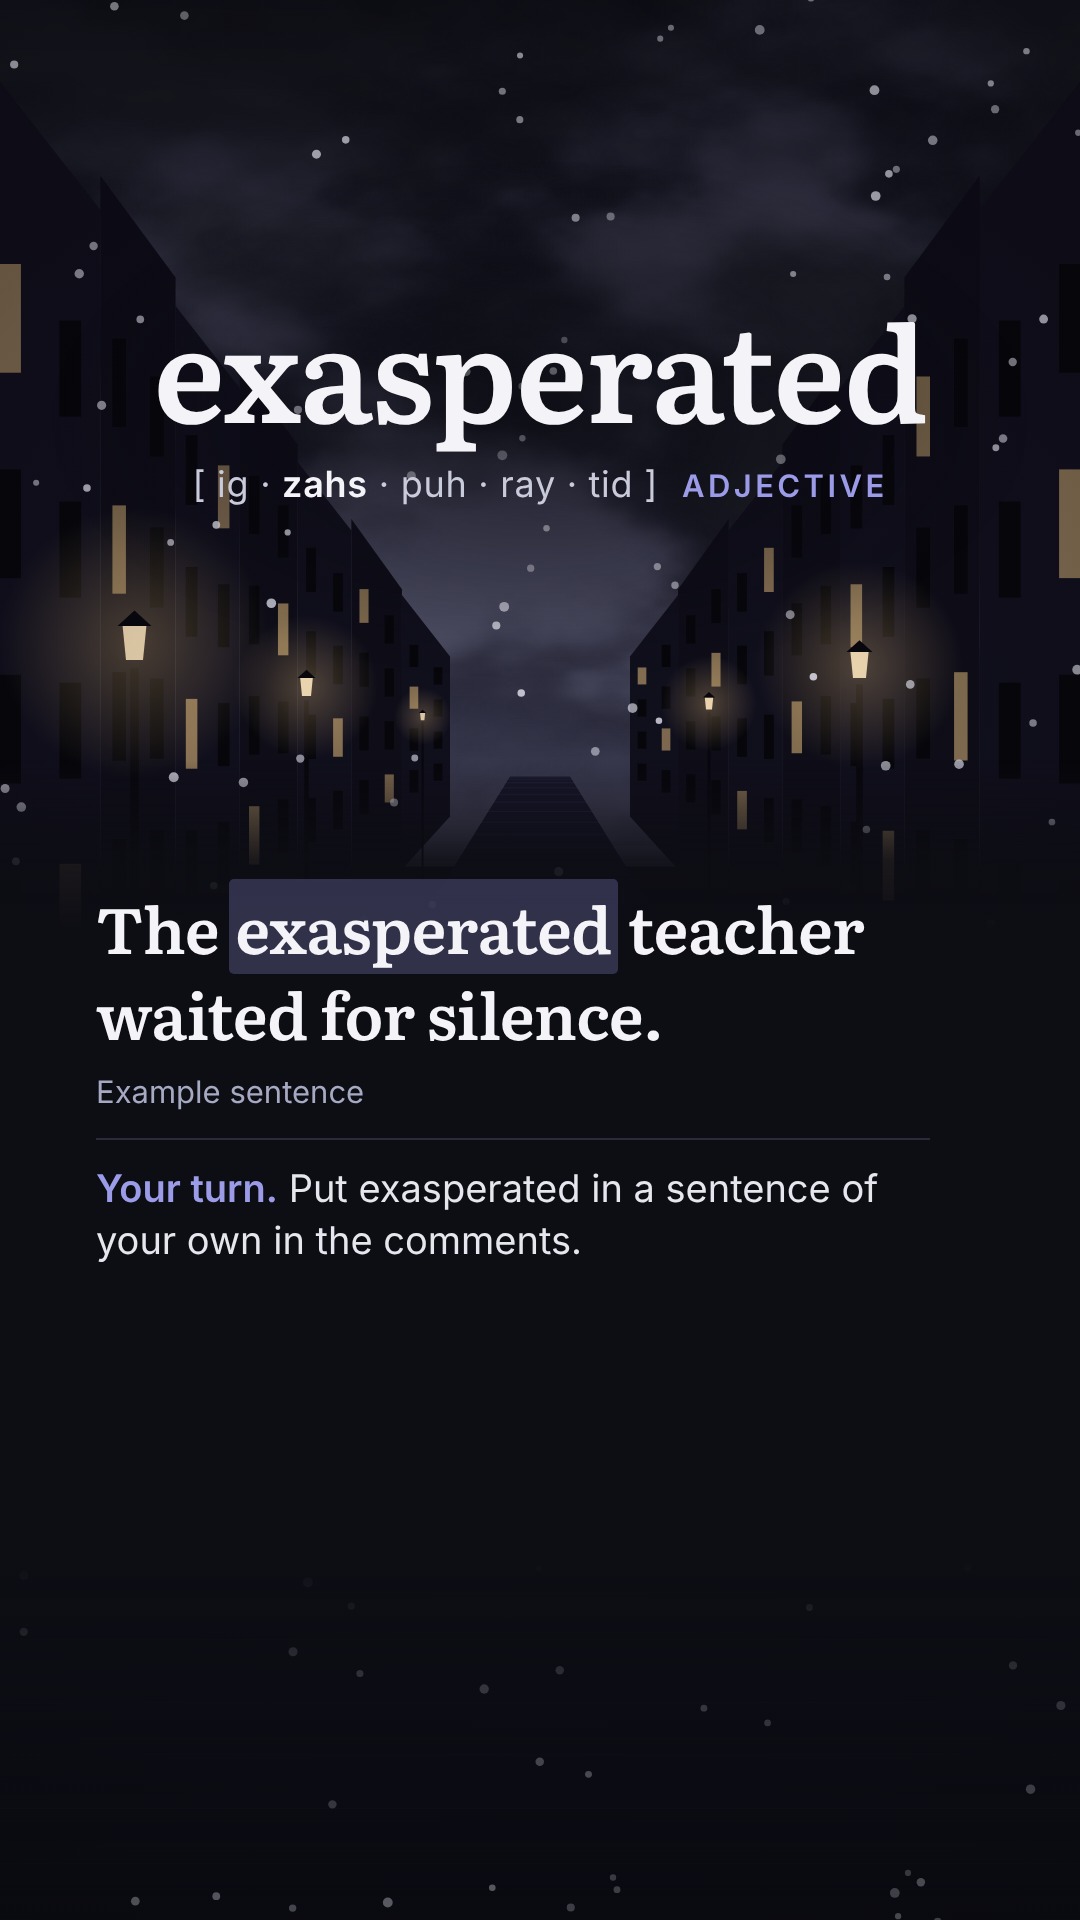 exasperated
[ ig · zahs · puh · ray · tid ] ADJECTIVE
The exasperated teacher
waited for silence.
Example sentence
Your turn. Put exasperated in a sentence of
your own in the comments.